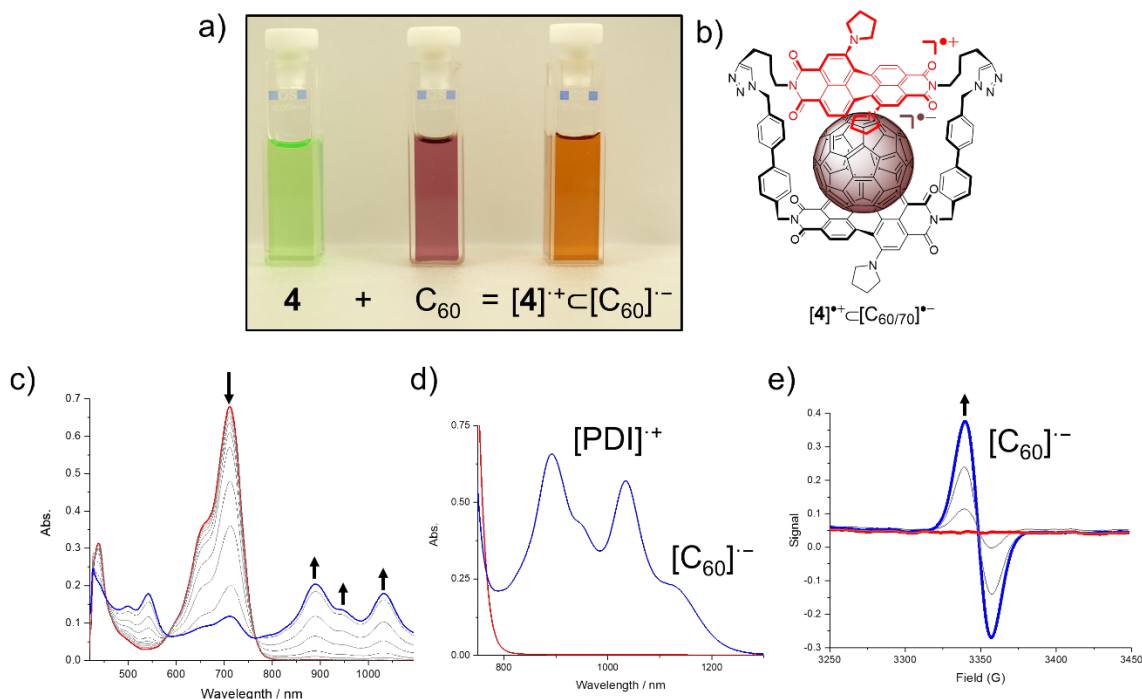 a)
4 + C60 = [4]·+⊂[C60]·−
b)
N
•+
O
O
N
N
O
O
N
N
N
N
N
N
•−
N
O
O
N
N
O
O
N
[4]•+⊂[C60/70]•−
c)
Abs.
0.7
0.6
0.5
0.4
0.3
0.2
0.1
0.0
500 600 700 800 900 1000
Wavelegnth / nm
d)
[PDI]·+
[C60]·−
Abs.
0.75
0.50
0.25
0.00
800 1000 1200
Wavelength / nm
e)
[C60]·−
Signal
0.4
0.3
0.2
0.1
0.0
-0.1
-0.2
-0.3
3250 3300 3350 3400 3450
Field (G)